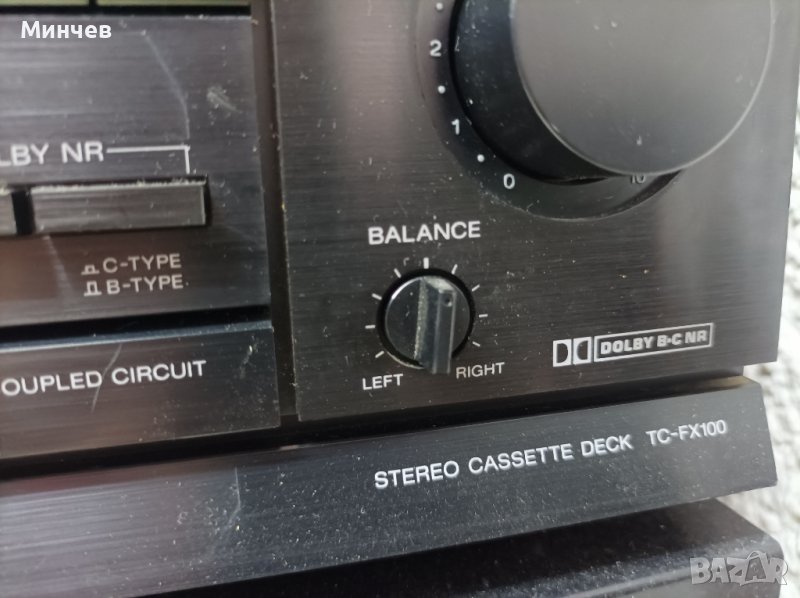 Минчев
2
1
0
10
LBY NR
BALANCE
C-TYPE
B-TYPE
LEFT
RIGHT
DOLBY B·C NR
OUPLED CIRCUIT
STEREO CASSETTE DECK TC-FX100
BAZAR